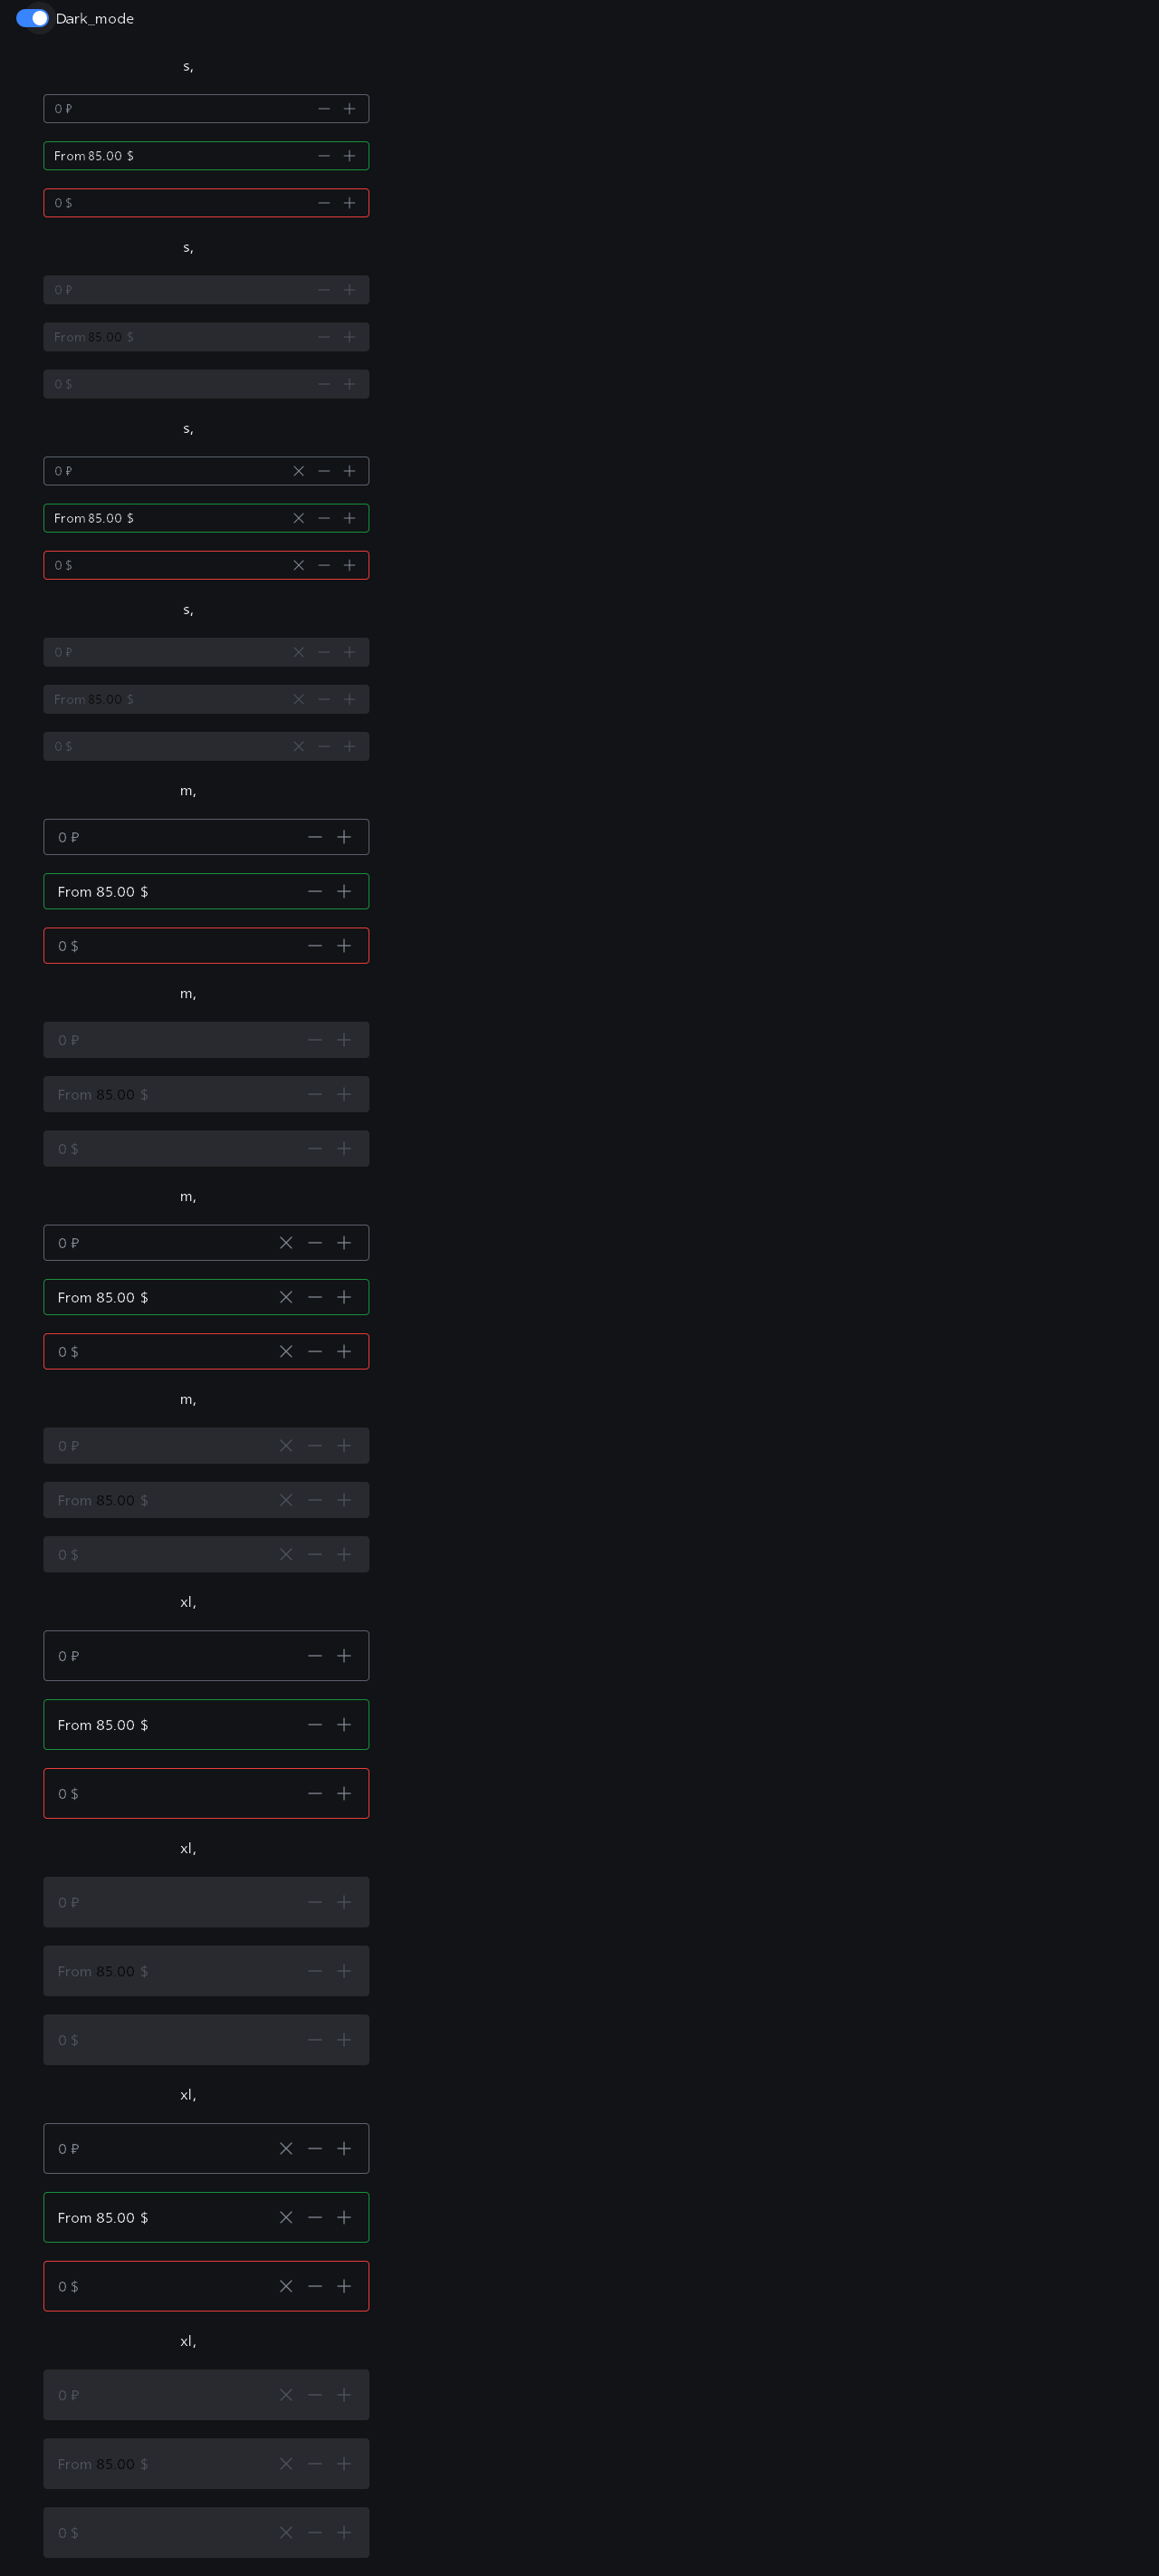 Dark_mode
s,
0 ₽
From 85.00 $
0 $
s,
0 ₽
From 85.00 $
0 $
s,
0 ₽
From 85.00 $
0 $
s,
0 ₽
From 85.00 $
0 $
m,
0 ₽
From 85.00 $
0 $
m,
0 ₽
From 85.00 $
0 $
m,
0 ₽
From 85.00 $
0 $
m,
0 ₽
From 85.00 $
0 $
xl,
0 ₽
From 85.00 $
0 $
xl,
0 ₽
From 85.00 $
0 $
xl,
0 ₽
From 85.00 $
0 $
xl,
0 ₽
From 85.00 $
0 $